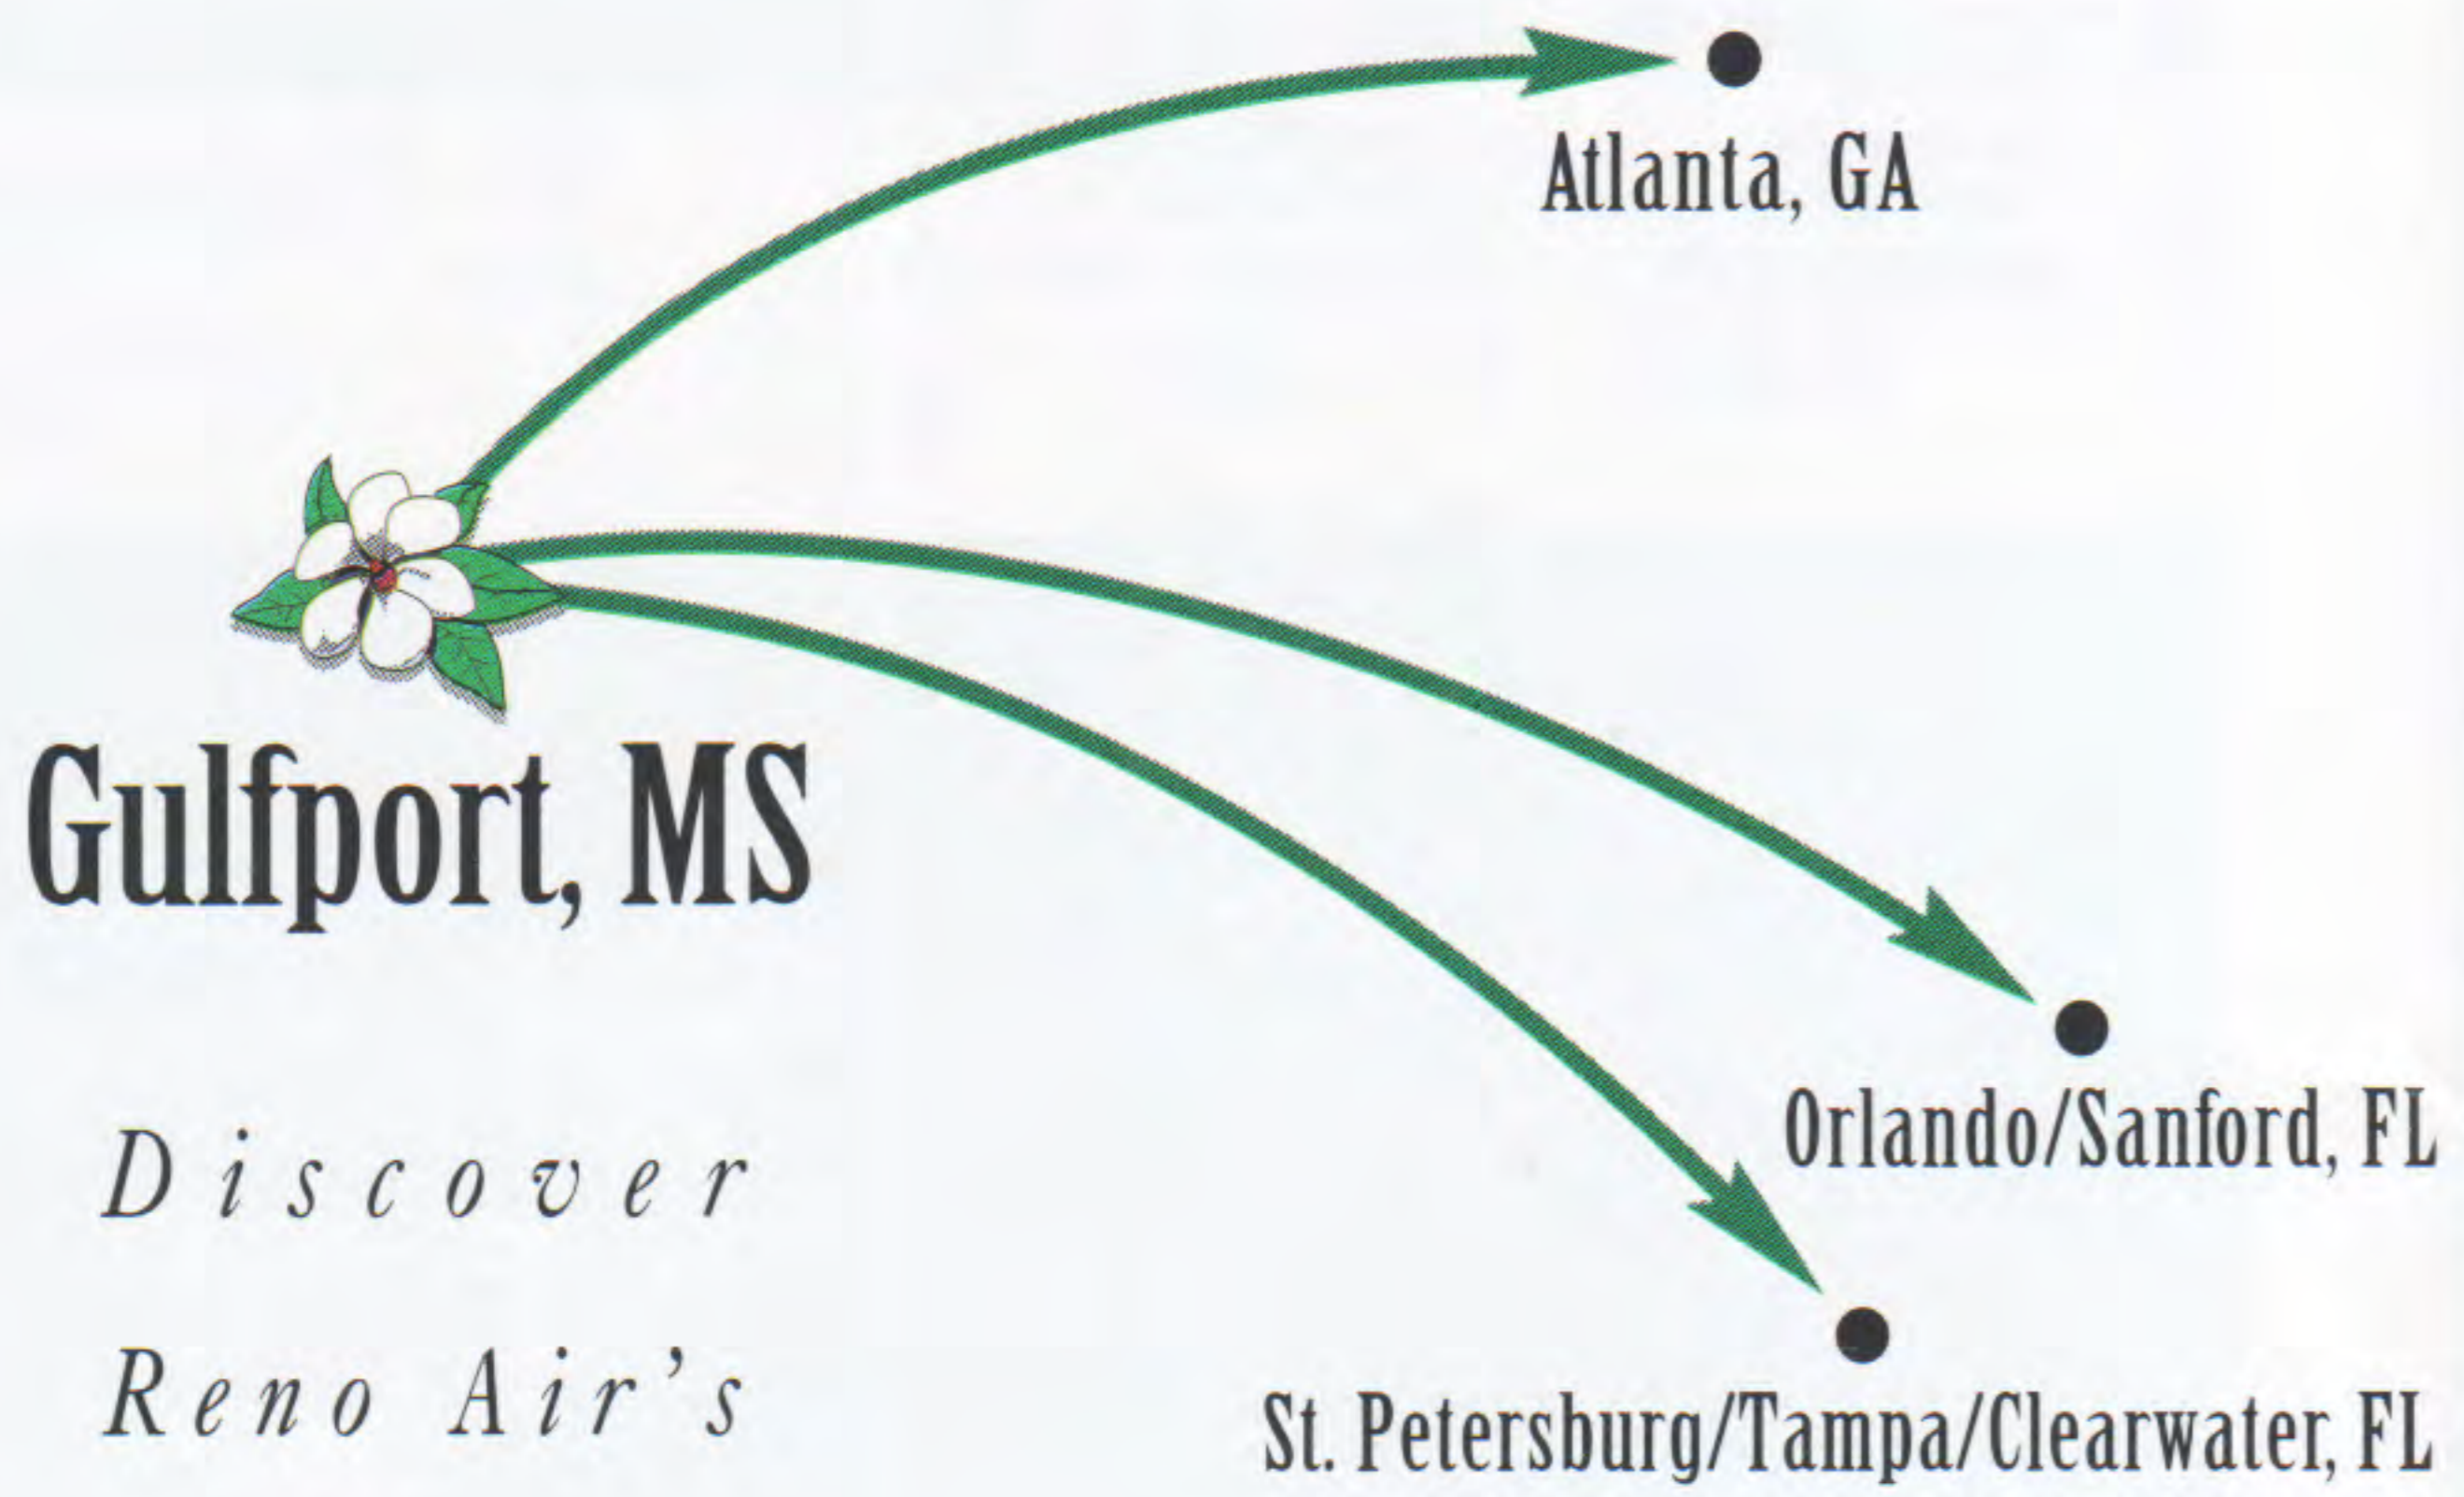 Atlanta, GA
Gulfport, MS
Orlando/Sanford, FL
Discover
Reno Air's
St. Petersburg/Tampa/Clearwater, FL